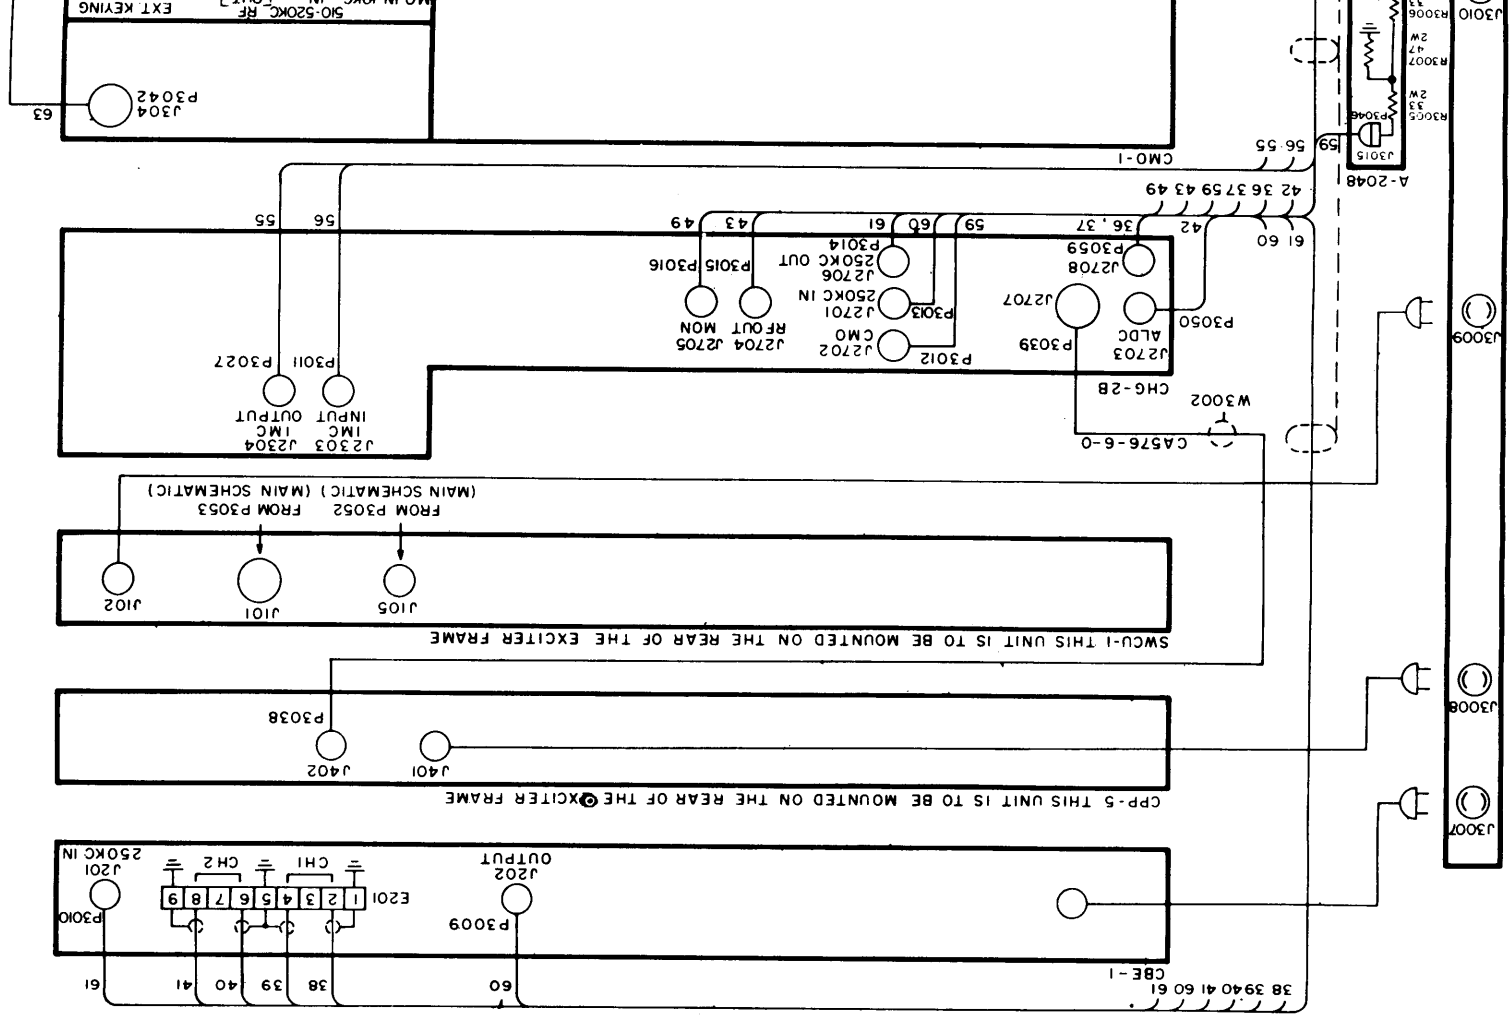 38 39 40 41 60 61
60
38
39
40
41
61
CBE-1
P3009
P3010
E201
1 2 3 4 5 6 7 8 9
CH1
CH2
J202
OUTPUT
J201
250KC IN
J3007
CPP-5 THIS UNIT IS TO BE MOUNTED ON THE REAR OF THE EXCITER FRAME
J401
J402
P3038
J3008
SWCU-1 THIS UNIT IS TO BE MOUNTED ON THE REAR OF THE EXCITER FRAME
J105
J101
J102
FROM P3052
(MAIN SCHEMATIC)
FROM P3053
(MAIN SCHEMATIC)
CA576-6-0
W3002
J2303
IMC
INPUT
J2304
IMC
OUTPUT
P3011
P3027
CHG-2B
J2703
ALDC
P3050
P3039
J2707
J2708
P3059
P3012
J2702
CMO
P3013
J2701
250KC IN
J2706
250KC OUT
P3014
J2704
RF OUT
J2705
MON
P3015
P3016
J3009
61 60
42
36, 37
59
60
61
43
49
56
55
42 36 37 59 43 49
A-2048
CMO-1
56 55
59
J3015
P3046
R3005
33
2W
R3007
47
2W
R3006
33
J3010
J304
P3042
63
510-520KC RF
EXT. KEYING